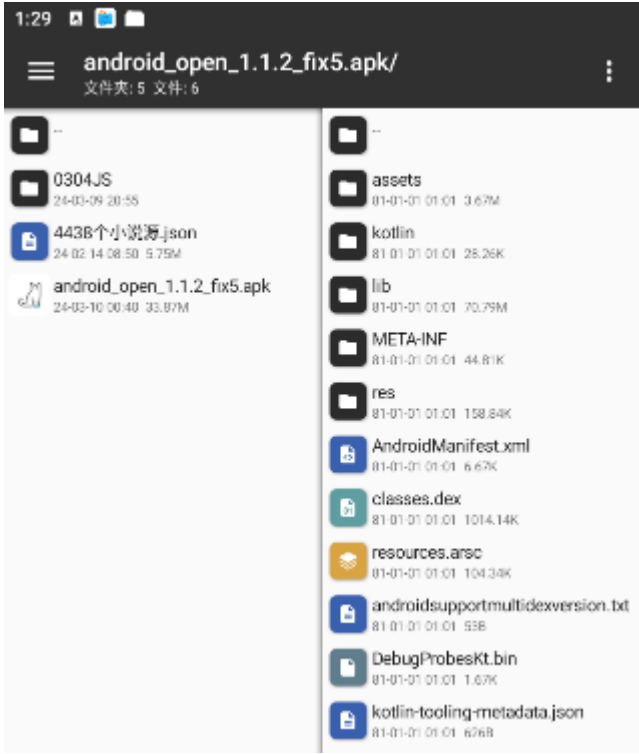 1:29
android_open_1.1.2_fix5.apk/
文件夹: 5 文件: 6
..
0304JS
24-03-09 20:55
4438个小说源.json
24-02-14 08:50 5.75M
android_open_1.1.2_fix5.apk
24-03-10 00:40 33.87M
..
assets
81-01-01 01:01 3.67M
kotlin
81-01-01 01:01 28.26K
lib
81-01-01 01:01 70.79M
META-INF
81-01-01 01:01 44.81K
res
81-01-01 01:01 158.84K
AndroidManifest.xml
81-01-01 01:01 6.67K
classes.dex
81-01-01 01:01 1014.14K
resources.arsc
81-01-01 01:01 104.34K
androidsupportmultidexversion.txt
81-01-01 01:01 53B
DebugProbesKt.bin
81-01-01 01:01 1.67K
kotlin-tooling-metadata.json
81-01-01 01:01 626B